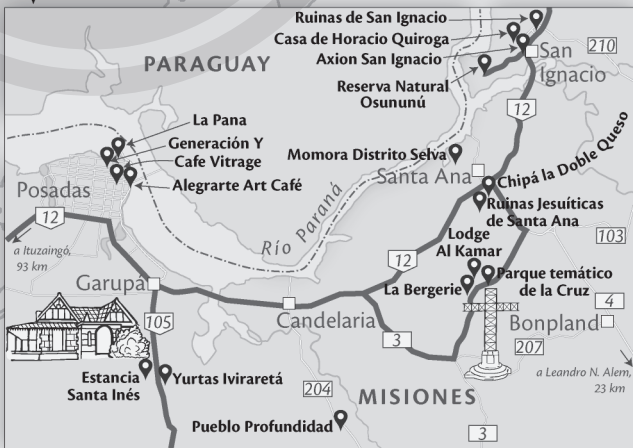 Ruinas de San Ignacio
Casa de Horacio Quiroga
Axion San Ignacio
Reserva Natural
Osununú
San
Ignacio
210
PARAGUAY
12
La Pana
Generación Y
Cafe Vitrage
Alegrarte Art Café
Momora Distrito Selva
Santa Ana
Chipá la Doble Queso
Ruinas Jesuíticas
de Santa Ana
Posadas
12
a Ituzaingó,
93 km
Río Paraná
12
Lodge
Al Kamar
103
Parque temático
de la Cruz
La Bergerie
Garupá
105
Candelaria
3
4
Bonpland
207
a Leandro N. Alem,
23 km
Estancia
Santa Inés
Yurtas Iviraretá
204
MISIONES
Pueblo Profundidad
3